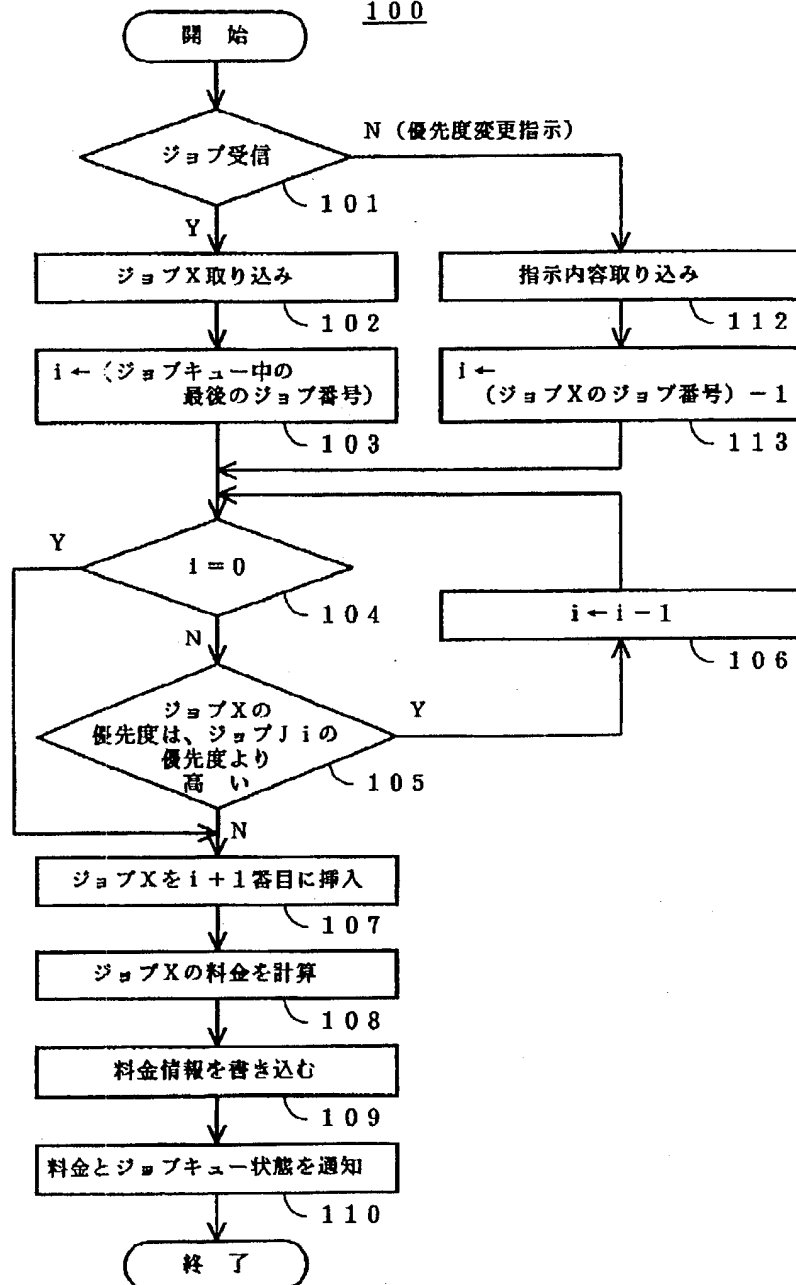 100
開 始
ジョブ受信
N(優先度変更指示)
101
Y
ジョブX取り込み
102
指示内容取り込み
112
i←(ジョブキュー中の
最後のジョブ番号)
103
i←
(ジョブXのジョブ番号)-1
113
Y
i=0
104
N
i←i-1
106
ジョブXの
優先度は、ジョブJiの
優先度より
高 い
105
Y
N
ジョブXをi+1番目に挿入
107
ジョブXの料金を計算
108
料金情報を書き込む
109
料金とジョブキュー状態を通知
110
終 了